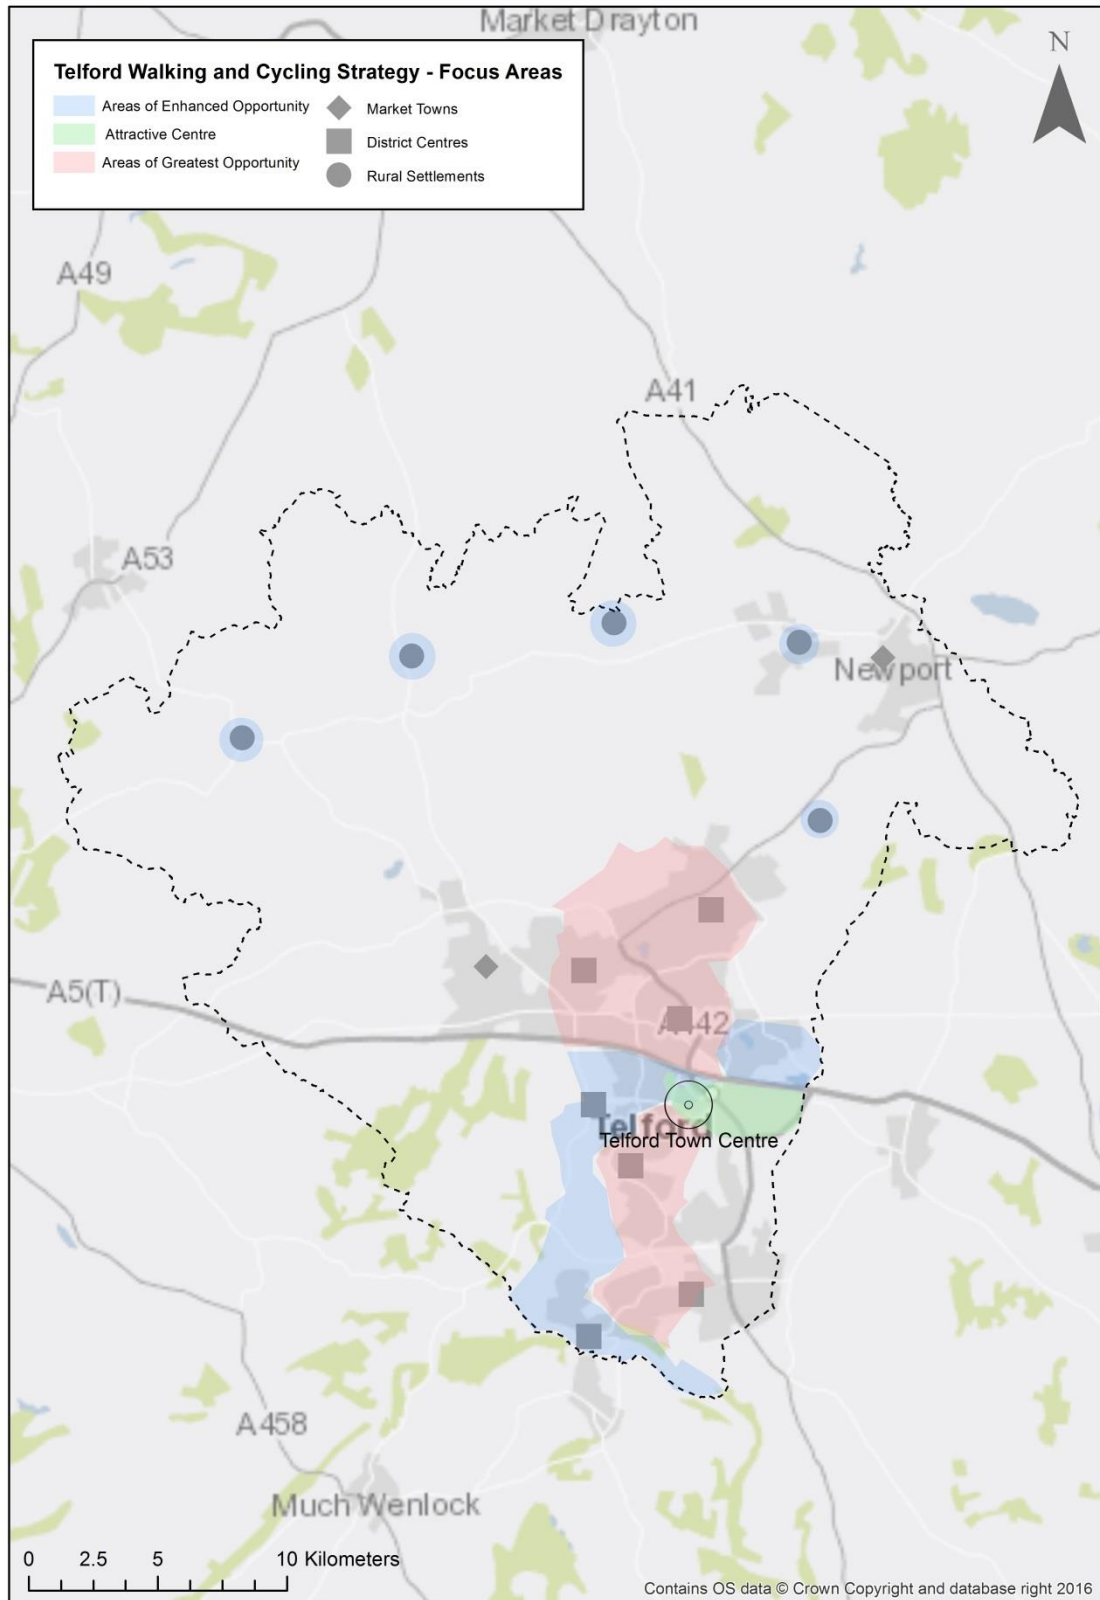 Market Drayton
N
Telford Walking and Cycling Strategy - Focus Areas
Areas of Enhanced Opportunity
Attractive Centre
Areas of Greatest Opportunity
Market Towns
District Centres
Rural Settlements
A49
A41
A53
Newport
A5(T)
A442
Telford
Telford Town Centre
A458
Much Wenlock
0 2.5 5 10 Kilometers
Contains OS data © Crown Copyright and database right 2016